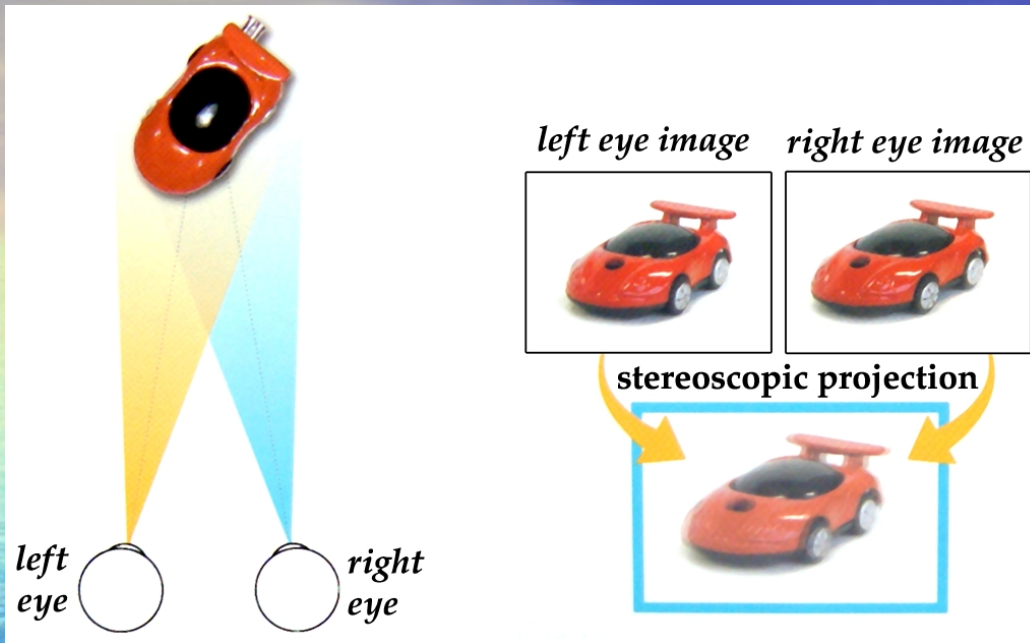 left eye image
right eye image
stereoscopic projection
left
eye
right
eye